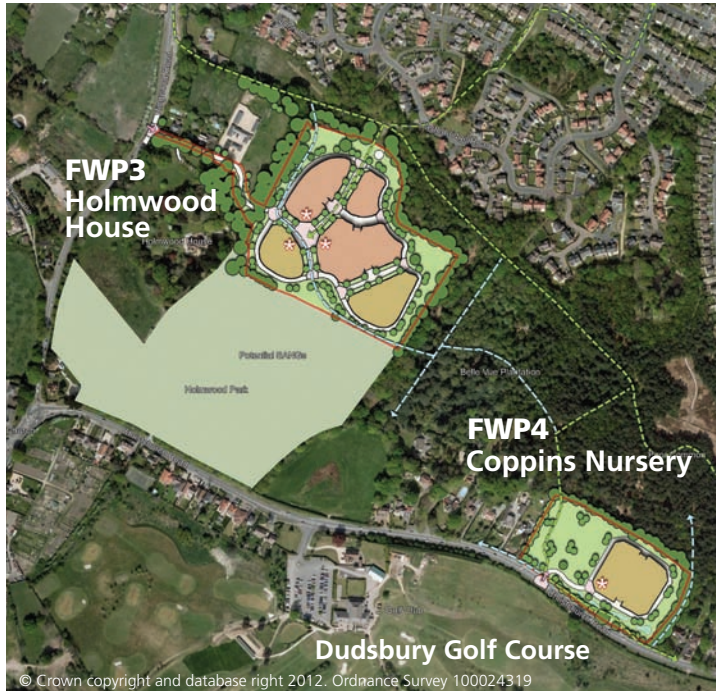 FWP3
Holmwood
House
Holmwood House
Potential SANGs
Holmwood Park
Belle Vue Plantation
FWP4
Coppins Nursery
Dudsbury Golf Course
© Crown copyright and database right 2012. Ordnance Survey 100024319